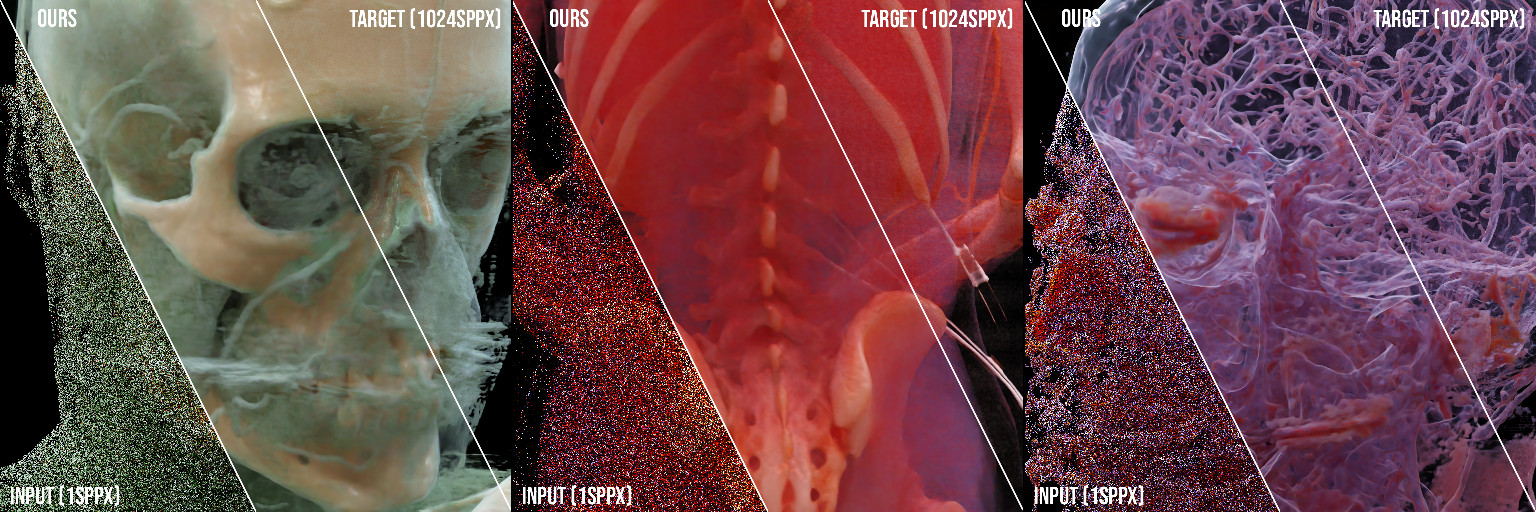 OURS
TARGET (1024SPPX)
INPUT (1SPPX)
OURS
TARGET (1024SPPX)
INPUT (1SPPX)
OURS
TARGET (1024SPPX)
INPUT (1SPPX)